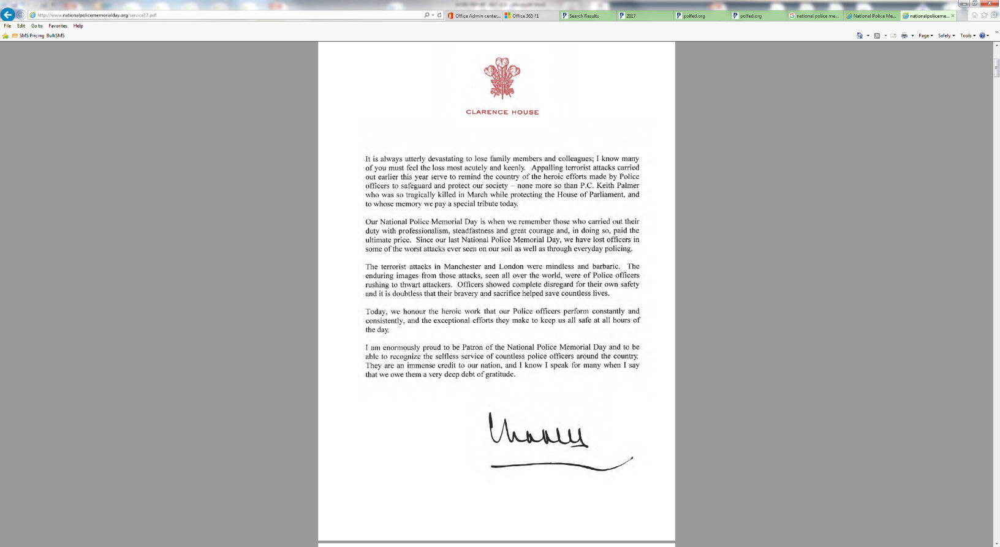 http://www.nationalpolicememorialday.org/service17.pdf
Office Admin center...
Office 365 F1
Search Results
2017
polfed.org
polfed.org
national police me...
National Police Me...
nationalpoliceme...
File Edit Go to Favorites Help
SMS Pricing BulkSMS
Page Safety Tools
CLARENCE HOUSE
It is always utterly devastating to lose family members and colleagues; I know many
of you must feel the loss most acutely and keenly. Appalling terrorist attacks carried
out earlier this year serve to remind the country of the heroic efforts made by Police
officers to safeguard and protect our society – none more so than P.C. Keith Palmer
who was so tragically killed in March while protecting the House of Parliament, and
to whose memory we pay a special tribute today.
Our National Police Memorial Day is when we remember those who carried out their
duty with professionalism, steadfastness and great courage and, in doing so, paid the
ultimate price. Since our last National Police Memorial Day, we have lost officers in
some of the worst attacks ever seen on our soil as well as through everyday policing.
The terrorist attacks in Manchester and London were mindless and barbaric. The
enduring images from those attacks, seen all over the world, were of Police officers
rushing to thwart attackers. Officers showed complete disregard for their own safety
and it is doubtless that their bravery and sacrifice helped save countless lives.
Today, we honour the heroic work that our Police officers perform constantly and
consistently, and the exceptional efforts they make to keep us all safe at all hours of
the day.
I am enormously proud to be Patron of the National Police Memorial Day and to be
able to recognize the selfless service of countless police officers around the country.
They are an immense credit to our nation, and I know I speak for many when I say
that we owe them a very deep debt of gratitude.